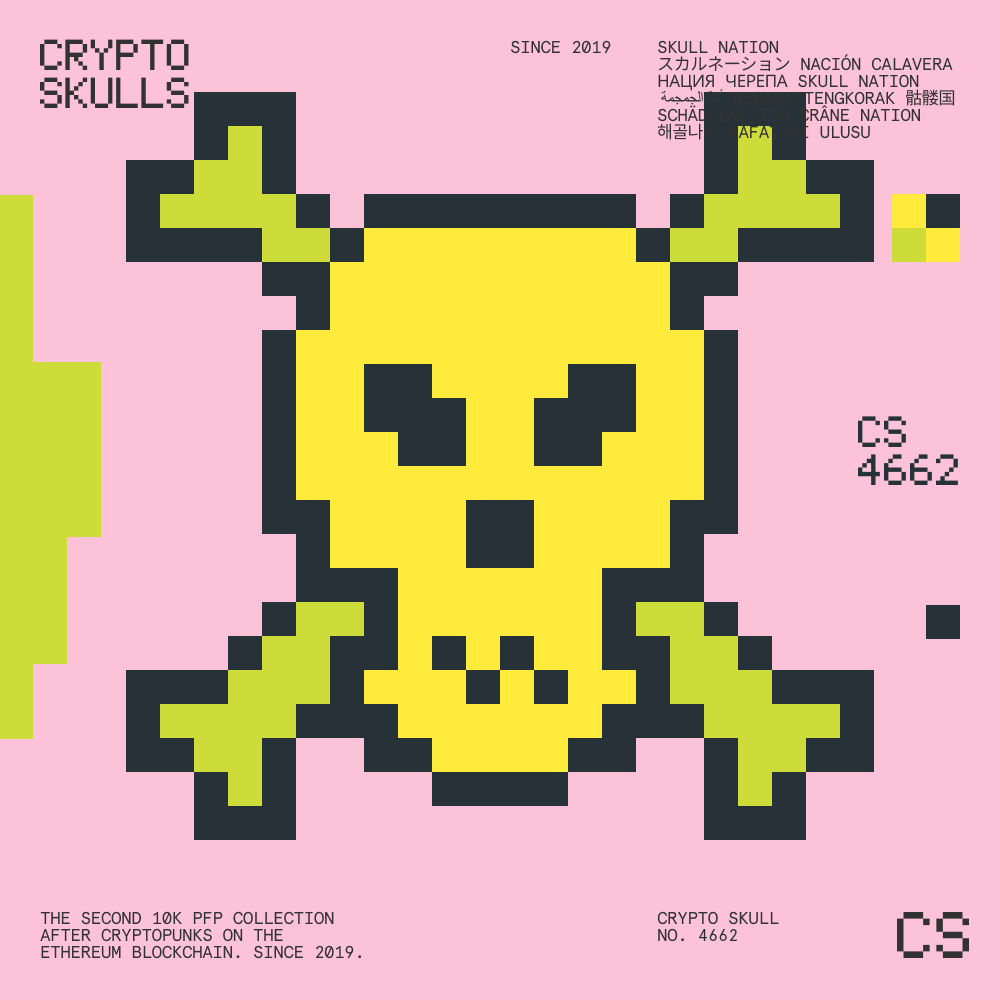 CRYPTO
SKULLS
SINCE 2019
SKULL NATION
スカルネーション NACIÓN CALAVERA
НАЦИЯ ЧЕРЕПА SKULL NATION
TENGKORAK 骷髅国
CRÂNE NATION
해골나 ULUSU
CS
4662
THE SECOND 10K PFP COLLECTION
AFTER CRYPTOPUNKS ON THE
ETHEREUM BLOCKCHAIN. SINCE 2019.
CRYPTO SKULL
NO. 4662
CS